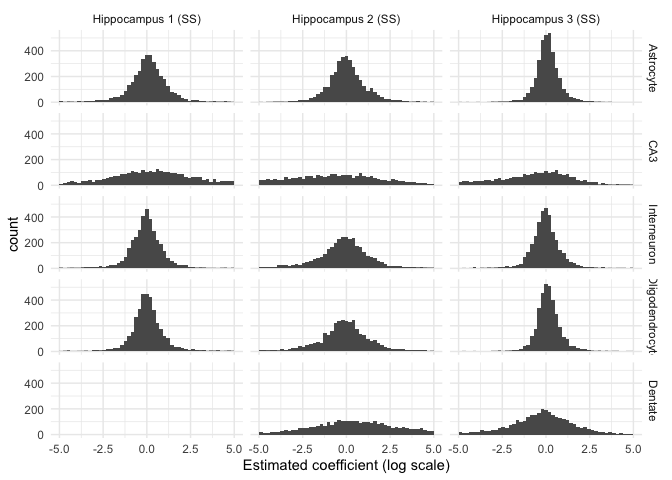 Hippocampus 1 (SS) Hippocampus 2 (SS) Hippocampus 3 (SS)
400
200
0
Astrocyte
400
200
0
CA3
400
200
0
Interneuron
400
200
0
Oligodendrocyt
400
200
0
Dentate
count
-5.0 -2.5 0.0 2.5 5.0 -5.0 -2.5 0.0 2.5 5.0 -5.0 -2.5 0.0 2.5 5.0
Estimated coefficient (log scale)